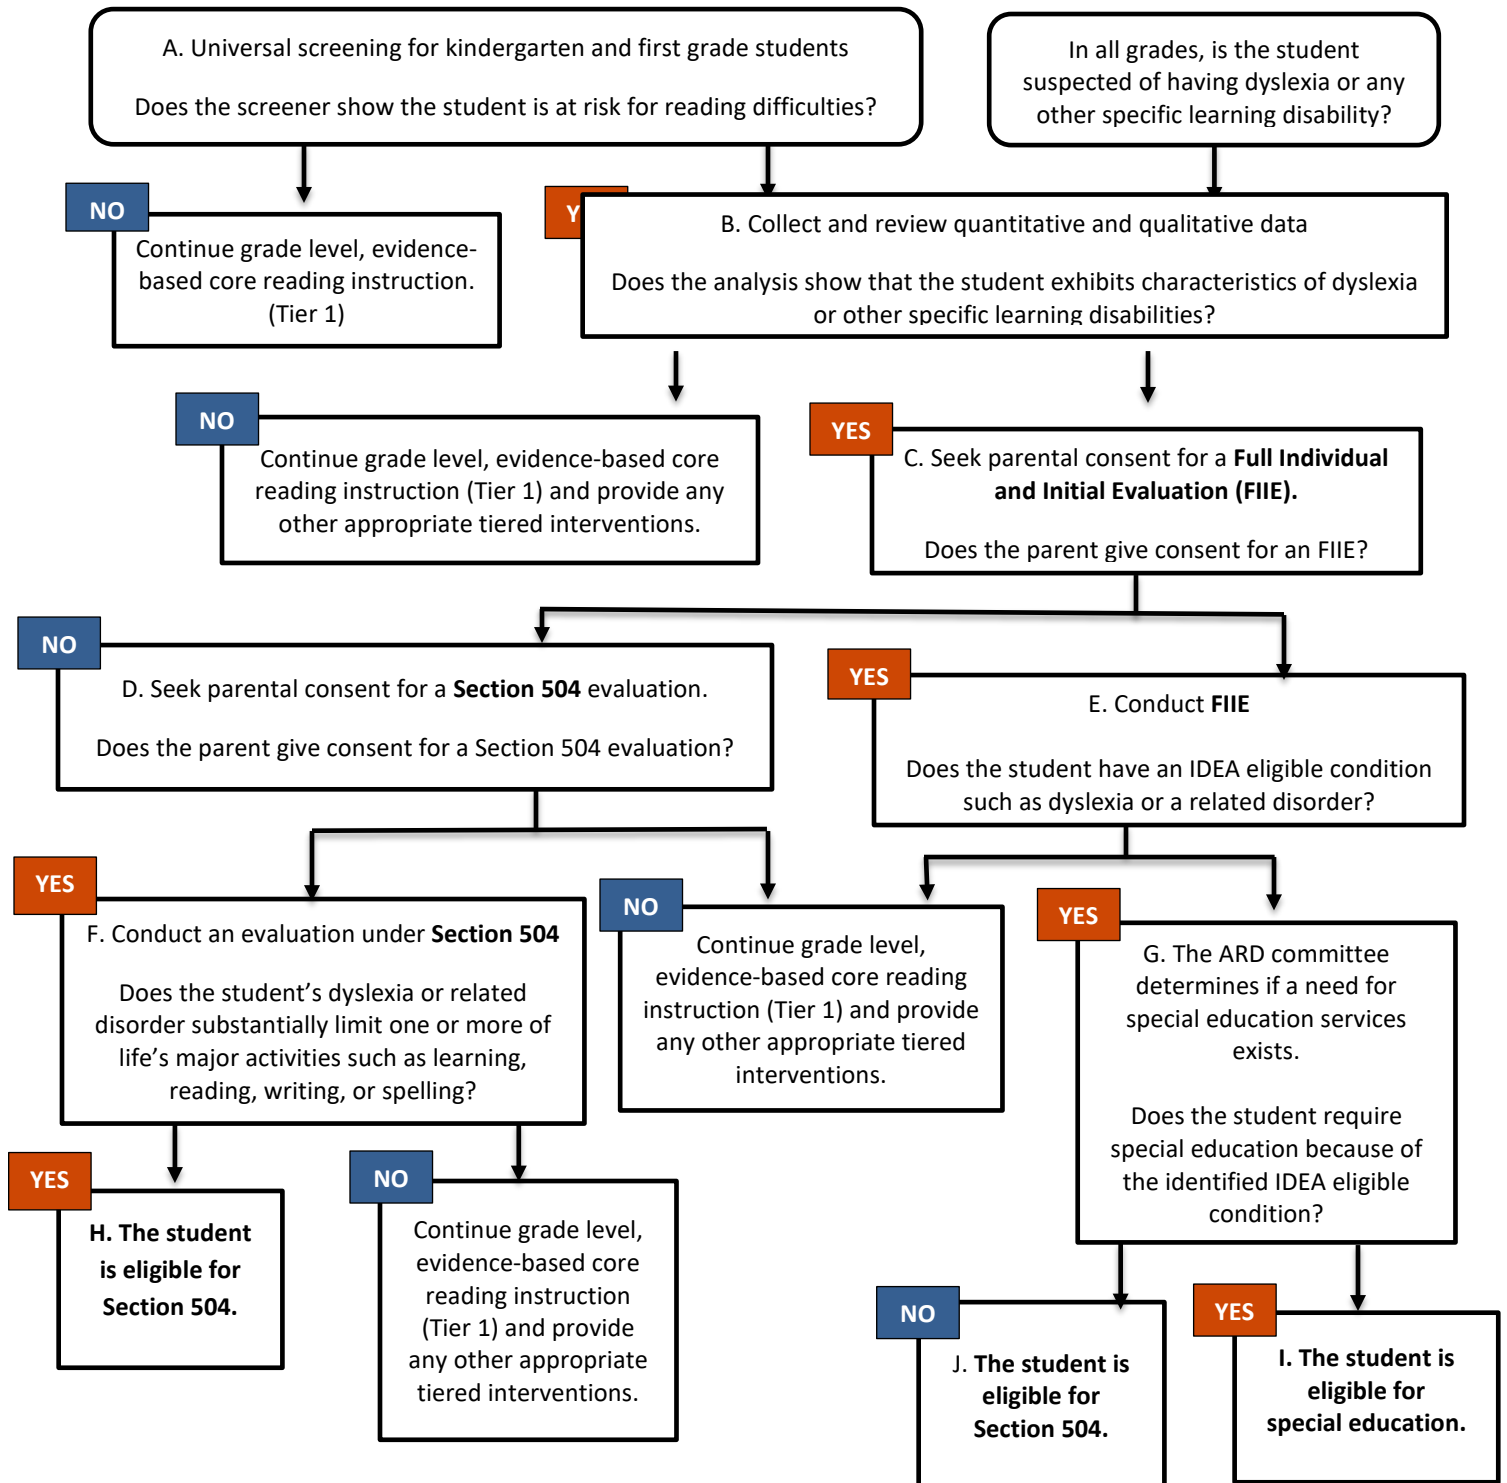 A. Universal screening for kindergarten and first grade students
Does the screener show the student is at risk for reading difficulties?
In all grades, is the student
suspected of having dyslexia or any
other specific learning disability?
NO
Continue grade level, evidence-
based core reading instruction.
(Tier 1)
Y
B. Collect and review quantitative and qualitative data
Does the analysis show that the student exhibits characteristics of dyslexia
or other specific learning disabilities?
NO
Continue grade level, evidence-based core
reading instruction (Tier 1) and provide any
other appropriate tiered interventions.
YES
C. Seek parental consent for a Full Individual
and Initial Evaluation (FIIE).
Does the parent give consent for an FIIE?
NO
D. Seek parental consent for a Section 504 evaluation.
Does the parent give consent for a Section 504 evaluation?
YES
E. Conduct FIIE
Does the student have an IDEA eligible condition
such as dyslexia or a related disorder?
YES
F. Conduct an evaluation under Section 504
Does the student’s dyslexia or related
disorder substantially limit one or more of
life’s major activities such as learning,
reading, writing, or spelling?
NO
Continue grade level,
evidence-based core reading
instruction (Tier 1) and provide
any other appropriate tiered
interventions.
YES
G. The ARD committee
determines if a need for
special education services
exists.
Does the student require
special education because of
the identified IDEA eligible
condition?
YES
H. The student
is eligible for
Section 504.
NO
Continue grade level,
evidence-based core
reading instruction
(Tier 1) and provide
any other appropriate
tiered interventions.
NO
J. The student is
eligible for
Section 504.
YES
I. The student is
eligible for
special education.